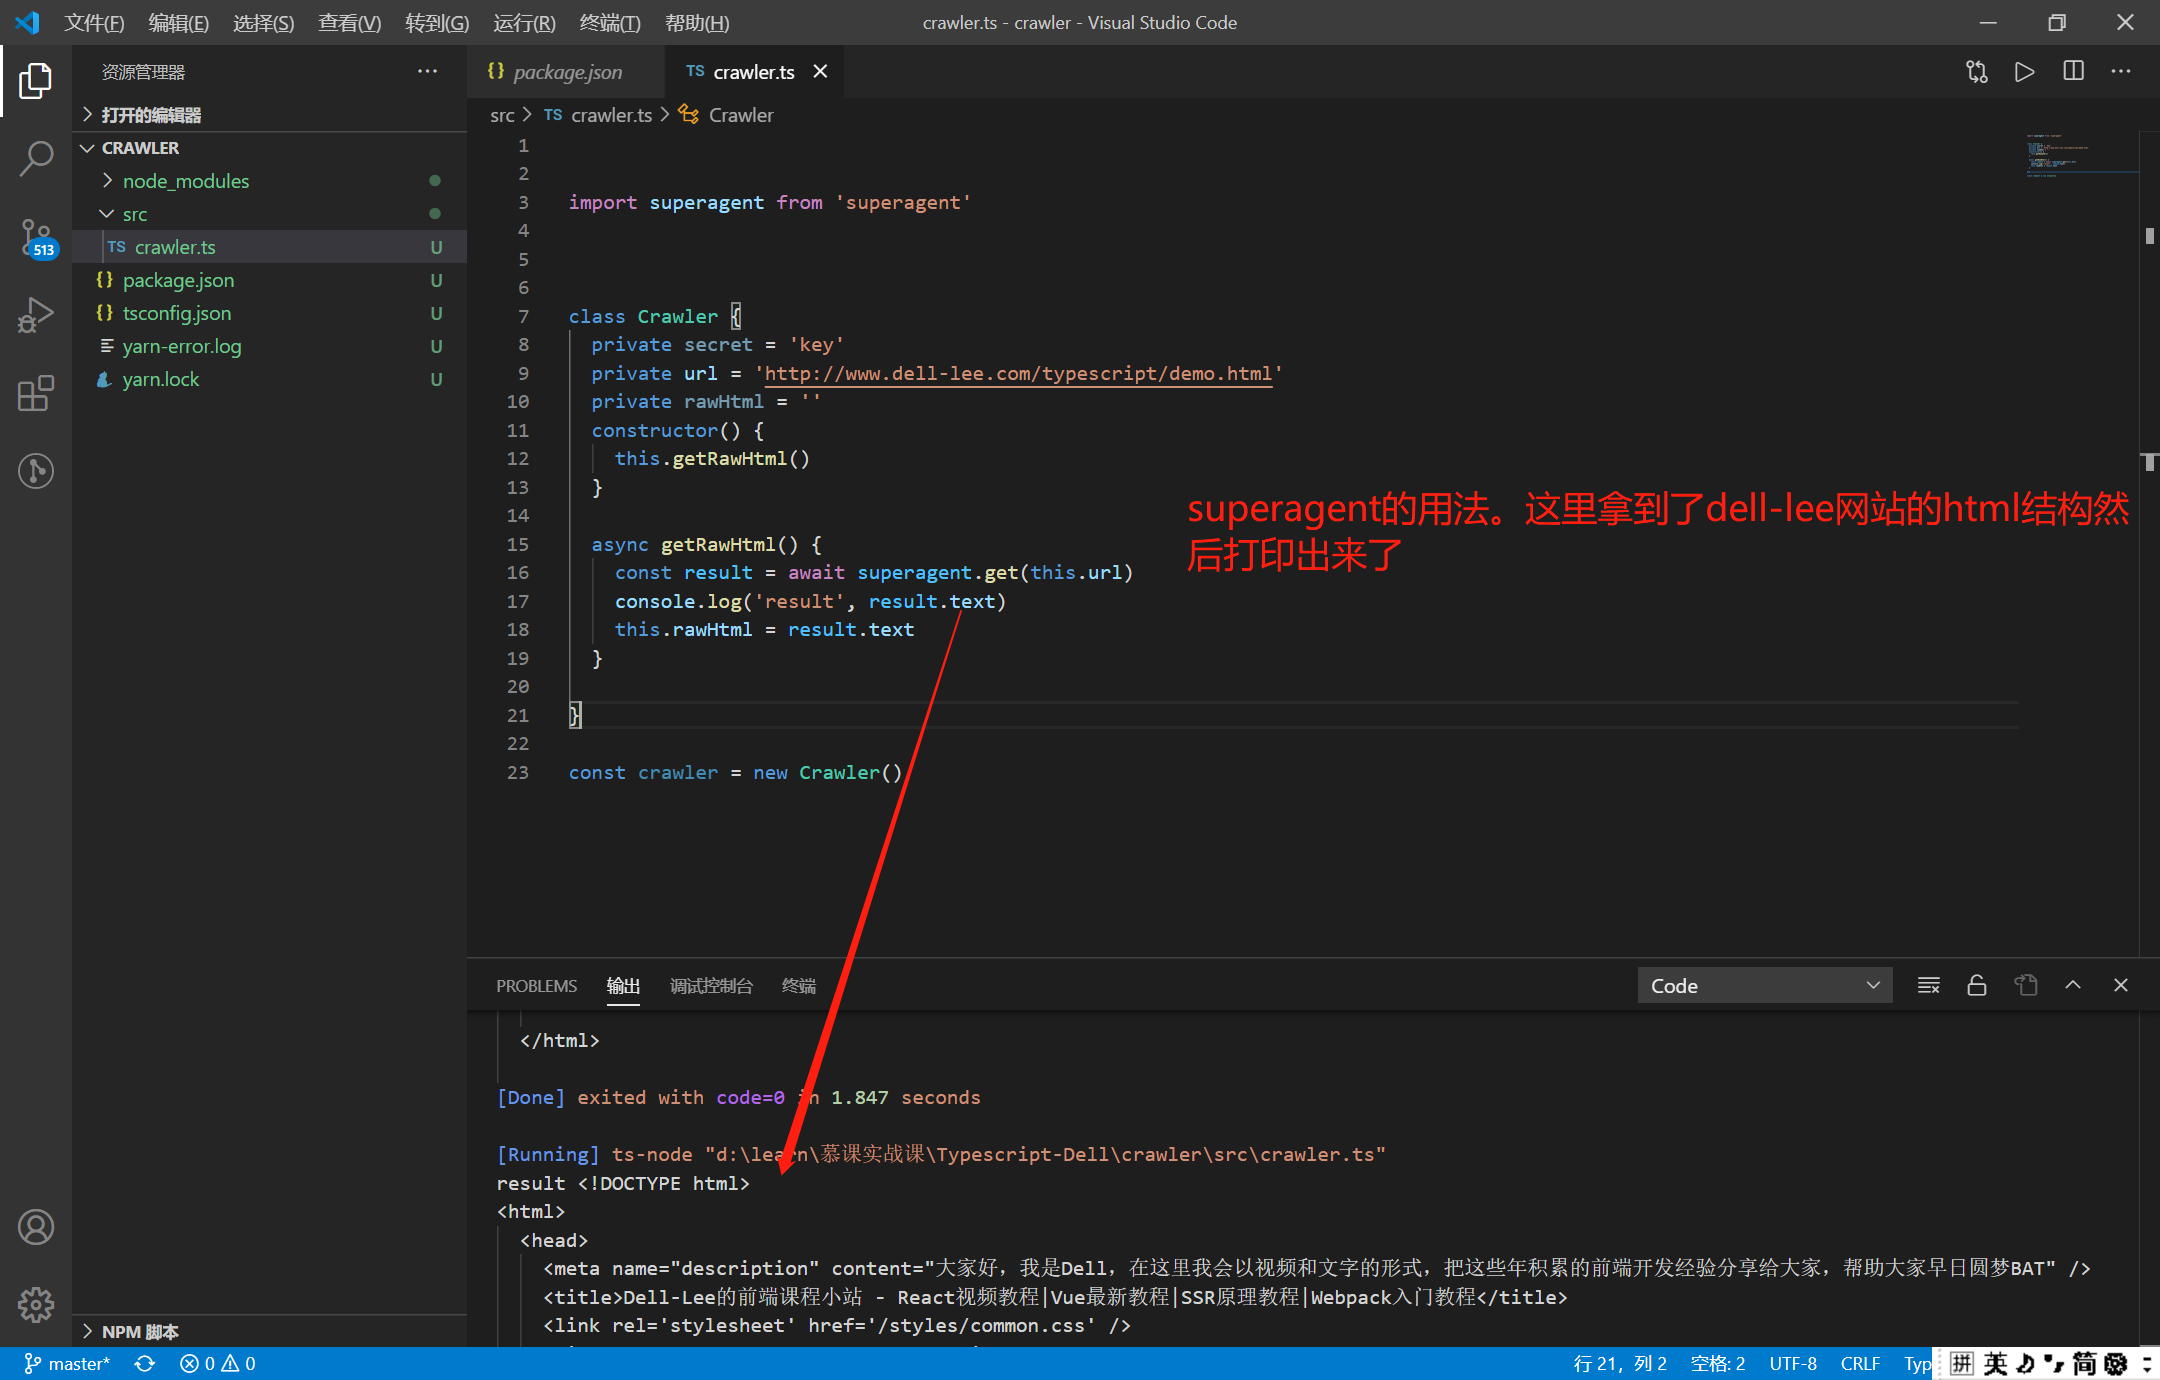 文件(F) 编辑(E) 选择(S) 查看(V) 转到(G) 运行(R) 终端(T) 帮助(H) crawler.ts - crawler - Visual Studio Code
资源管理器
打开的编辑器
CRAWLER
node_modules
src
TS crawler.ts U
{} package.json U
{} tsconfig.json U
yarn-error.log U
yarn.lock U
513
NPM 脚本
{} package.json TS crawler.ts
src > TS crawler.ts > Crawler
1
2
3 import superagent from 'superagent'
4
5
6
7 class Crawler {
8 private secret = 'key'
9 private url = 'http://www.dell-lee.com/typescript/demo.html'
10 private rawHtml = ''
11 constructor() {
12 this.getRawHtml()
13 }
14
15 async getRawHtml() {
16 const result = await superagent.get(this.url)
17 console.log('result', result.text)
18 this.rawHtml = result.text
19 }
20
21 }
22
23 const crawler = new Crawler()
superagent的用法。这里拿到了dell-lee网站的html结构然
后打印出来了
PROBLEMS 输出 调试控制台 终端 Code
</html>
[Done] exited with code=0 in 1.847 seconds
[Running] ts-node "d:\learn\慕课实战课\Typescript-Dell\crawler\src\crawler.ts"
result <!DOCTYPE html>
<html>
<head>
<meta name="description" content="大家好，我是Dell，在这里我会以视频和文字的形式，把这些年积累的前端开发经验分享给大家，帮助大家早日圆梦BAT" />
<title>Dell-Lee的前端课程小站 - React视频教程|Vue最新教程|SSR原理教程|Webpack入门教程</title>
<link rel='stylesheet' href='/styles/common.css' />
master* 0 0 行 21，列 2 空格: 2 UTF-8 CRLF Typ 拼 英 简